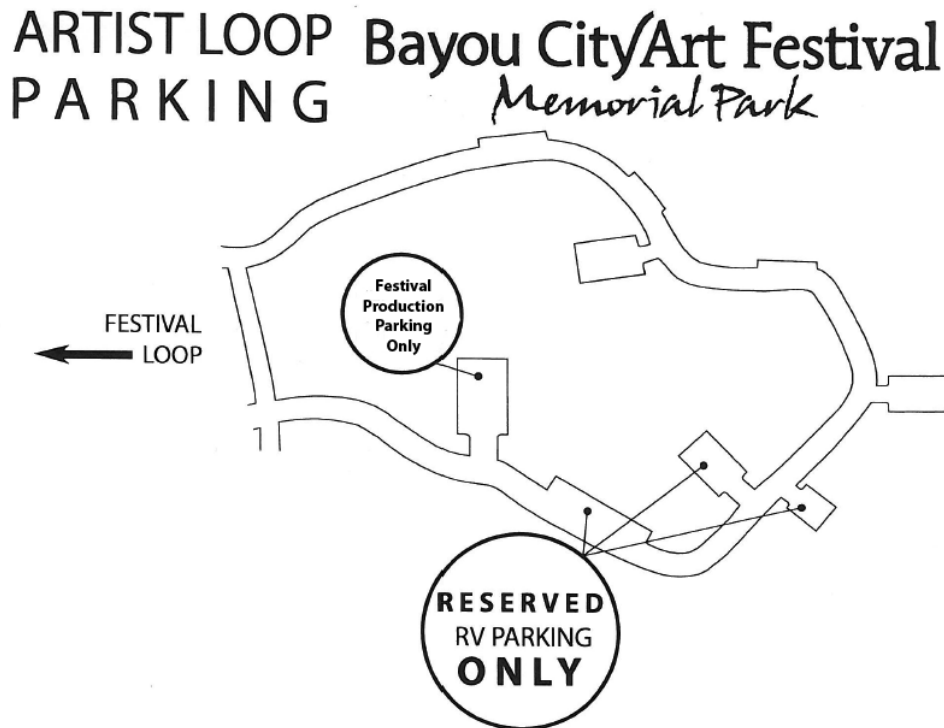 ARTIST LOOP
PARKING
Bayou City Art Festival
Memorial Park
Festival
Production
Parking
Only
FESTIVAL
LOOP
RESERVED
RV PARKING
ONLY